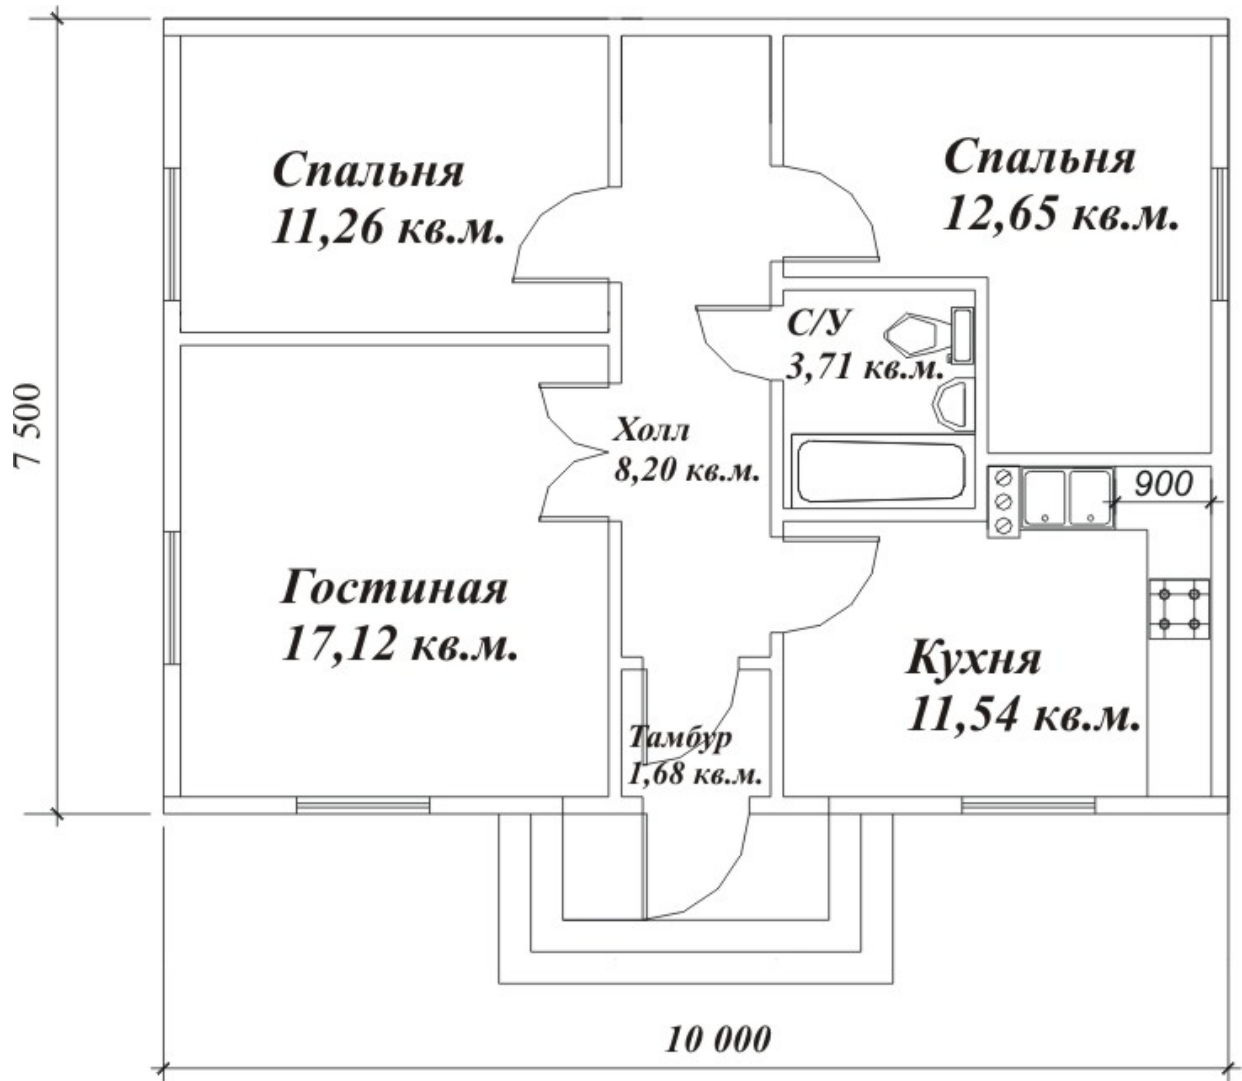 Спальня
11,26 кв.м.
Спальня
12,65 кв.м.
С/У
3,71 кв.м.
7 500
Холл
8,20 кв.м.
900
Гостиная
17,12 кв.м.
Кухня
11,54 кв.м.
Тамбур
1,68 кв.м.
10 000